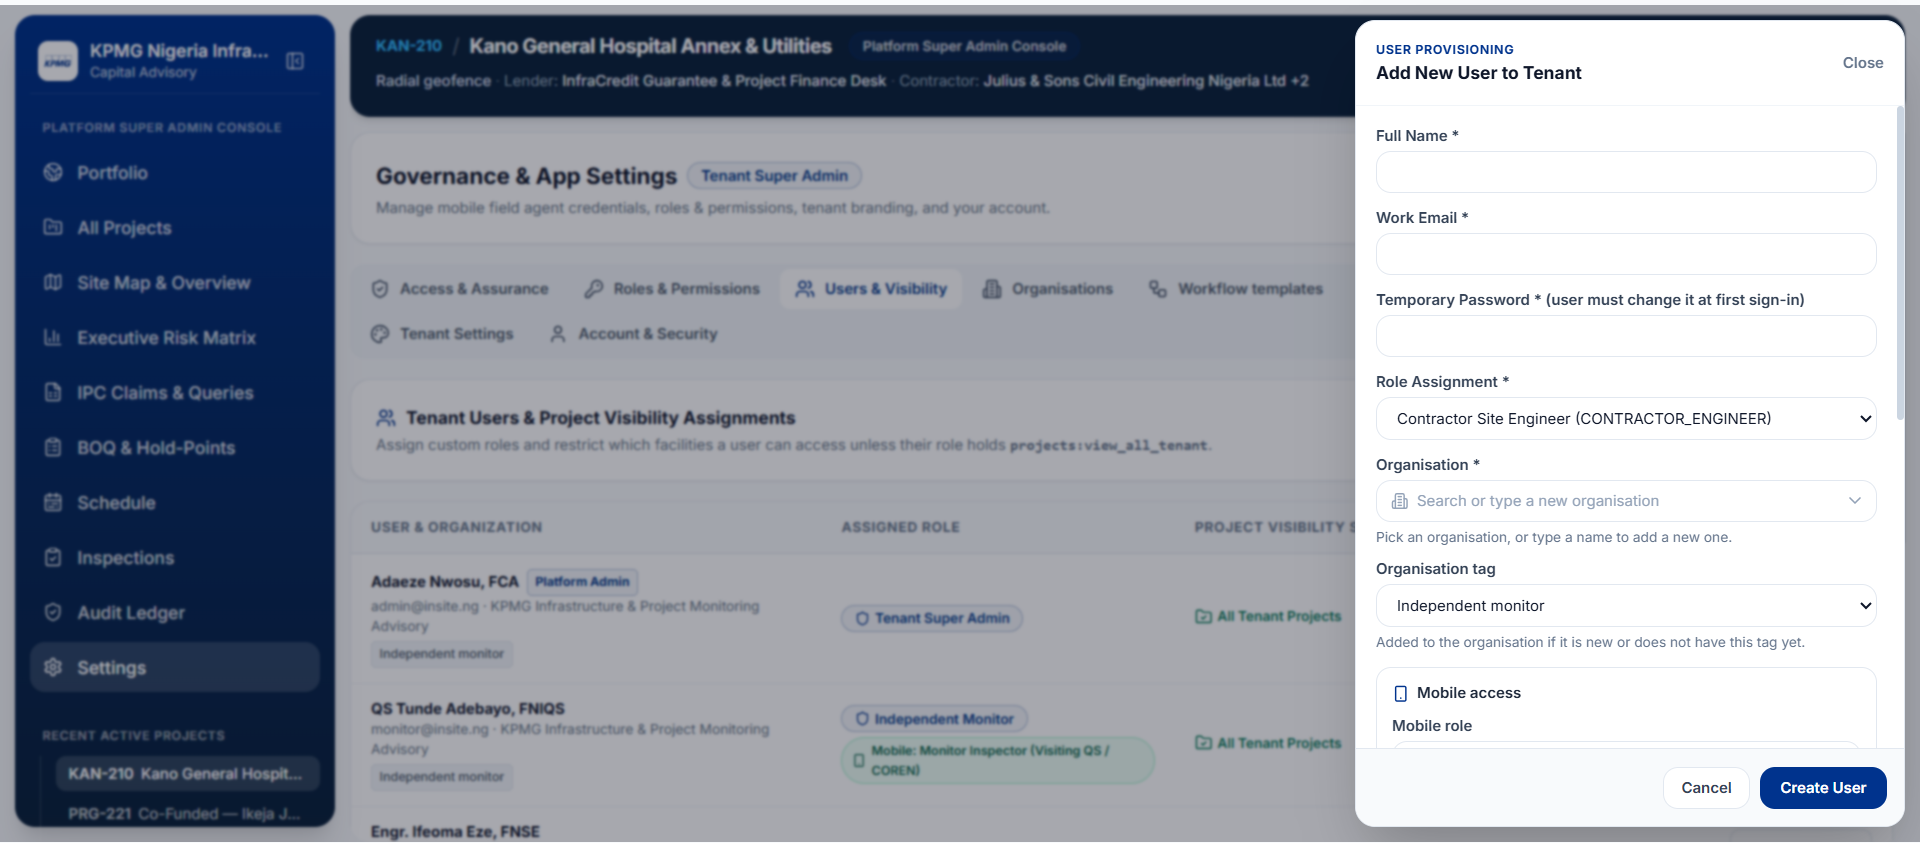 KPMG Nigeria Infra...
Capital Advisory
PLATFORM SUPER ADMIN CONSOLE
Portfolio
All Projects
Site Map & Overview
Executive Risk Matrix
IPC Claims & Queries
BOQ & Hold-Points
Schedule
Inspections
Audit Ledger
Settings
RECENT ACTIVE PROJECTS
KAN-210 Kano General Hospit...
PRG-221 Co-Funded — Ikeja J...
KAN-210 / Kano General Hospital Annex & Utilities Platform Super Admin Console
Radial geofence · Lender: InfraCredit Guarantee & Project Finance Desk · Contractor: Julius & Sons Civil Engineering Nigeria Ltd +2
Governance & App Settings Tenant Super Admin
Manage mobile field agent credentials, roles & permissions, tenant branding, and your account.
Access & Assurance Roles & Permissions Users & Visibility Organisations Workflow templates
Tenant Settings Account & Security
Tenant Users & Project Visibility Assignments
Assign custom roles and restrict which facilities a user can access unless their role holds projects:view_all_tenant.
USER & ORGANIZATION ASSIGNED ROLE PROJECT VISIBILITY S
Adaeze Nwosu, FCA Platform Admin
admin@insite.ng · KPMG Infrastructure & Project Monitoring
Advisory
Independent monitor
Tenant Super Admin
All Tenant Projects
QS Tunde Adebayo, FNIQS
monitor@insite.ng · KPMG Infrastructure & Project Monitoring
Advisory
Independent monitor
Independent Monitor
Mobile: Monitor Inspector (Visiting QS /
COREN)
All Tenant Projects
Engr. Ifeoma Eze, FNSE
USER PROVISIONING
Add New User to Tenant
Close
Full Name *
Work Email *
Temporary Password * (user must change it at first sign-in)
Role Assignment *
Contractor Site Engineer (CONTRACTOR_ENGINEER)
Organisation *
Search or type a new organisation
Pick an organisation, or type a name to add a new one.
Organisation tag
Independent monitor
Added to the organisation if it is new or does not have this tag yet.
Mobile access
Mobile role
Cancel
Create User